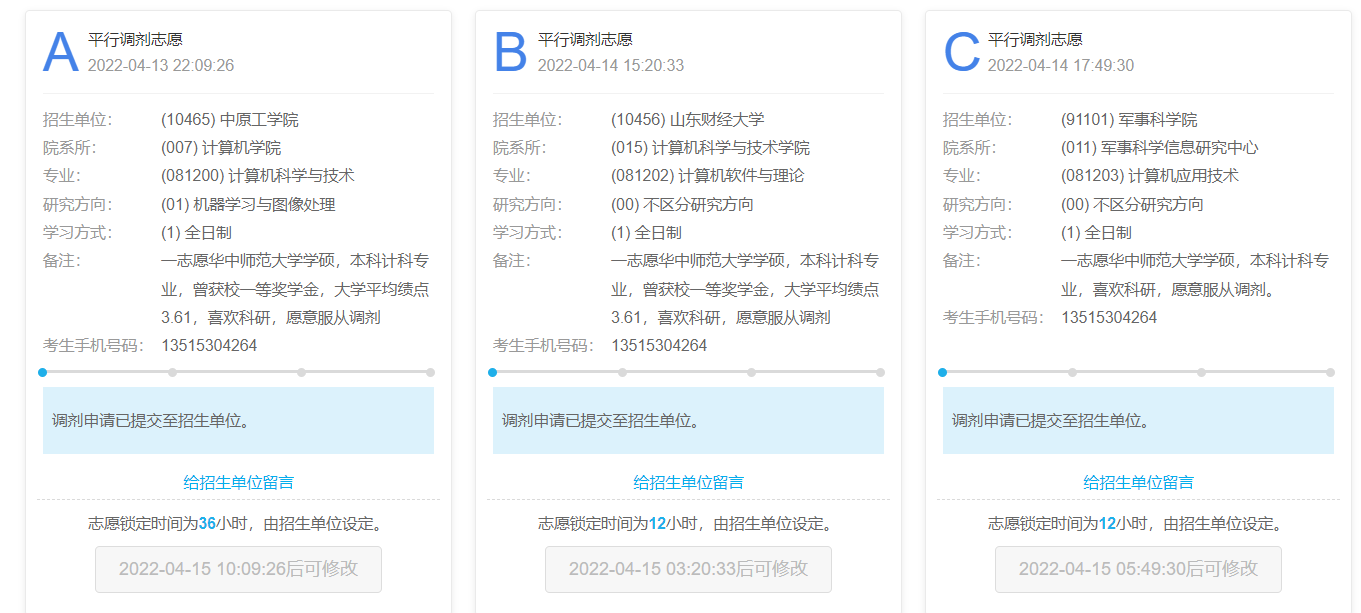 A 平行调剂志愿
2022-04-13 22:09:26
招生单位： (10465) 中原工学院
院系所： (007) 计算机学院
专业： (081200) 计算机科学与技术
研究方向： (01) 机器学习与图像处理
学习方式： (1) 全日制
备注： 一志愿华中师范大学学硕，本科计科专
业，曾获校一等奖学金，大学平均绩点
3.61，喜欢科研，愿意服从调剂
考生手机号码： 13515304264
调剂申请已提交至招生单位。
给招生单位留言
志愿锁定时间为36小时，由招生单位设定。
2022-04-15 10:09:26后可修改
B 平行调剂志愿
2022-04-14 15:20:33
招生单位： (10456) 山东财经大学
院系所： (015) 计算机科学与技术学院
专业： (081202) 计算机软件与理论
研究方向： (00) 不区分研究方向
学习方式： (1) 全日制
备注： 一志愿华中师范大学学硕，本科计科专
业，曾获校一等奖学金，大学平均绩点
3.61，喜欢科研，愿意服从调剂
考生手机号码： 13515304264
调剂申请已提交至招生单位。
给招生单位留言
志愿锁定时间为12小时，由招生单位设定。
2022-04-15 03:20:33后可修改
C 平行调剂志愿
2022-04-14 17:49:30
招生单位： (91101) 军事科学院
院系所： (011) 军事科学信息研究中心
专业： (081203) 计算机应用技术
研究方向： (00) 不区分研究方向
学习方式： (1) 全日制
备注： 一志愿华中师范大学学硕，本科计科专
业，喜欢科研，愿意服从调剂。
考生手机号码： 13515304264
调剂申请已提交至招生单位。
给招生单位留言
志愿锁定时间为12小时，由招生单位设定。
2022-04-15 05:49:30后可修改